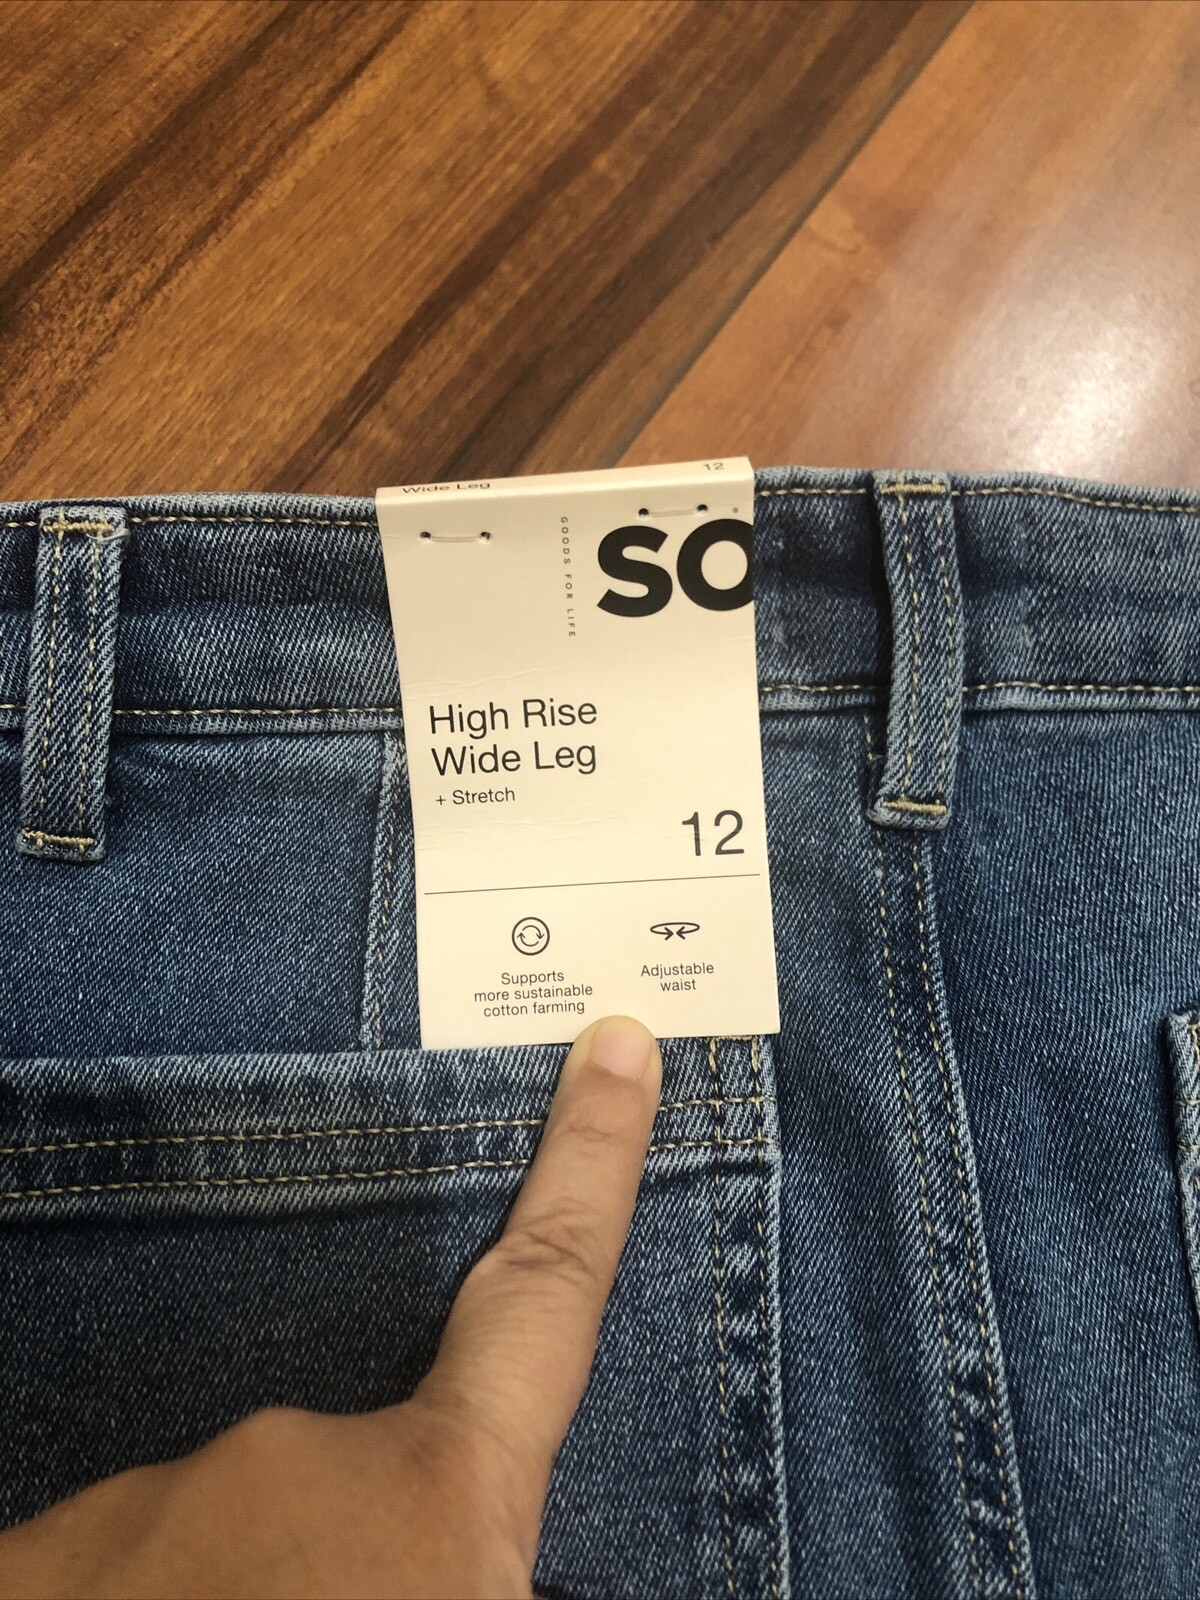 Wide Leg 12
GOODS FOR LIFE
SO
High Rise
Wide Leg
+ Stretch
12
Supports
more sustainable
cotton farming
Adjustable
waist